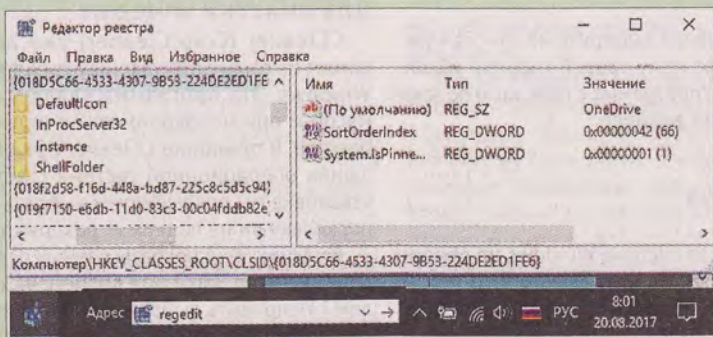 Редактор реестра
Файл Правка Вид Избранное Справка
{018D5C66-4533-4307-9B53-224DE2ED1FE
DefaultIcon
InProcServer32
Instance
ShellFolder
{018f2d58-f16d-448a-bd87-225c8c5d5c94}
{019f7150-e6db-11d0-83c3-00c04fddb82e
Имя Тип Значение
(По умолчанию) REG_SZ OneDrive
SortOrderIndex REG_DWORD 0x00000042 (66)
System.IsPinne... REG_DWORD 0x00000001 (1)
Компьютер\HKEY_CLASSES_ROOT\CLSID\{018D5C66-4533-4307-9B53-224DE2ED1FE6}
Адрес regedit РУС 8:01
20.08.2017